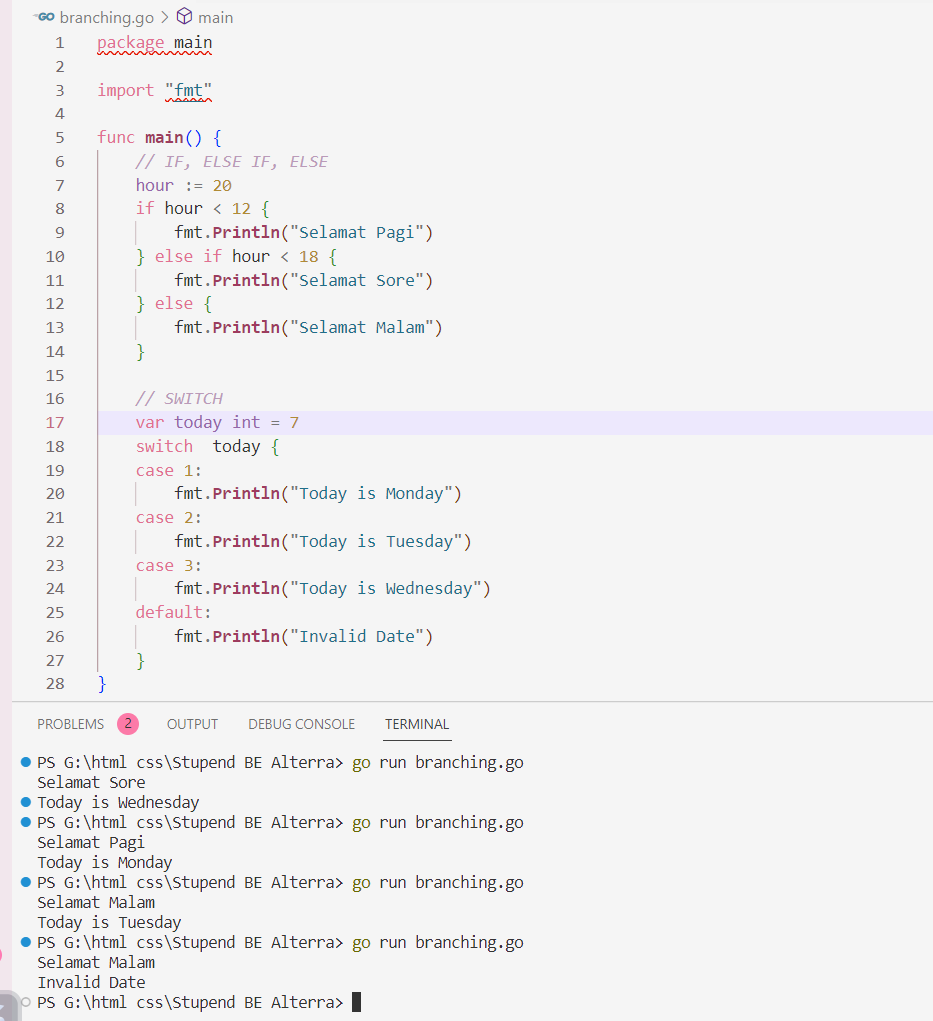 GO branching.go > main
1 package main
2
3 import "fmt"
4
5 func main() {
6 // IF, ELSE IF, ELSE
7 hour := 20
8 if hour < 12 {
9 fmt.Println("Selamat Pagi")
10 } else if hour < 18 {
11 fmt.Println("Selamat Sore")
12 } else {
13 fmt.Println("Selamat Malam")
14 }
15
16 // SWITCH
17 var today int = 7
18 switch  today {
19 case 1:
20 fmt.Println("Today is Monday")
21 case 2:
22 fmt.Println("Today is Tuesday")
23 case 3:
24 fmt.Println("Today is Wednesday")
25 default:
26 fmt.Println("Invalid Date")
27 }
28 }
PROBLEMS 2 OUTPUT DEBUG CONSOLE TERMINAL
PS G:\html css\Stupend BE Alterra> go run branching.go
Selamat Sore
Today is Wednesday
PS G:\html css\Stupend BE Alterra> go run branching.go
Selamat Pagi
Today is Monday
PS G:\html css\Stupend BE Alterra> go run branching.go
Selamat Malam
Today is Tuesday
PS G:\html css\Stupend BE Alterra> go run branching.go
Selamat Malam
Invalid Date
PS G:\html css\Stupend BE Alterra>